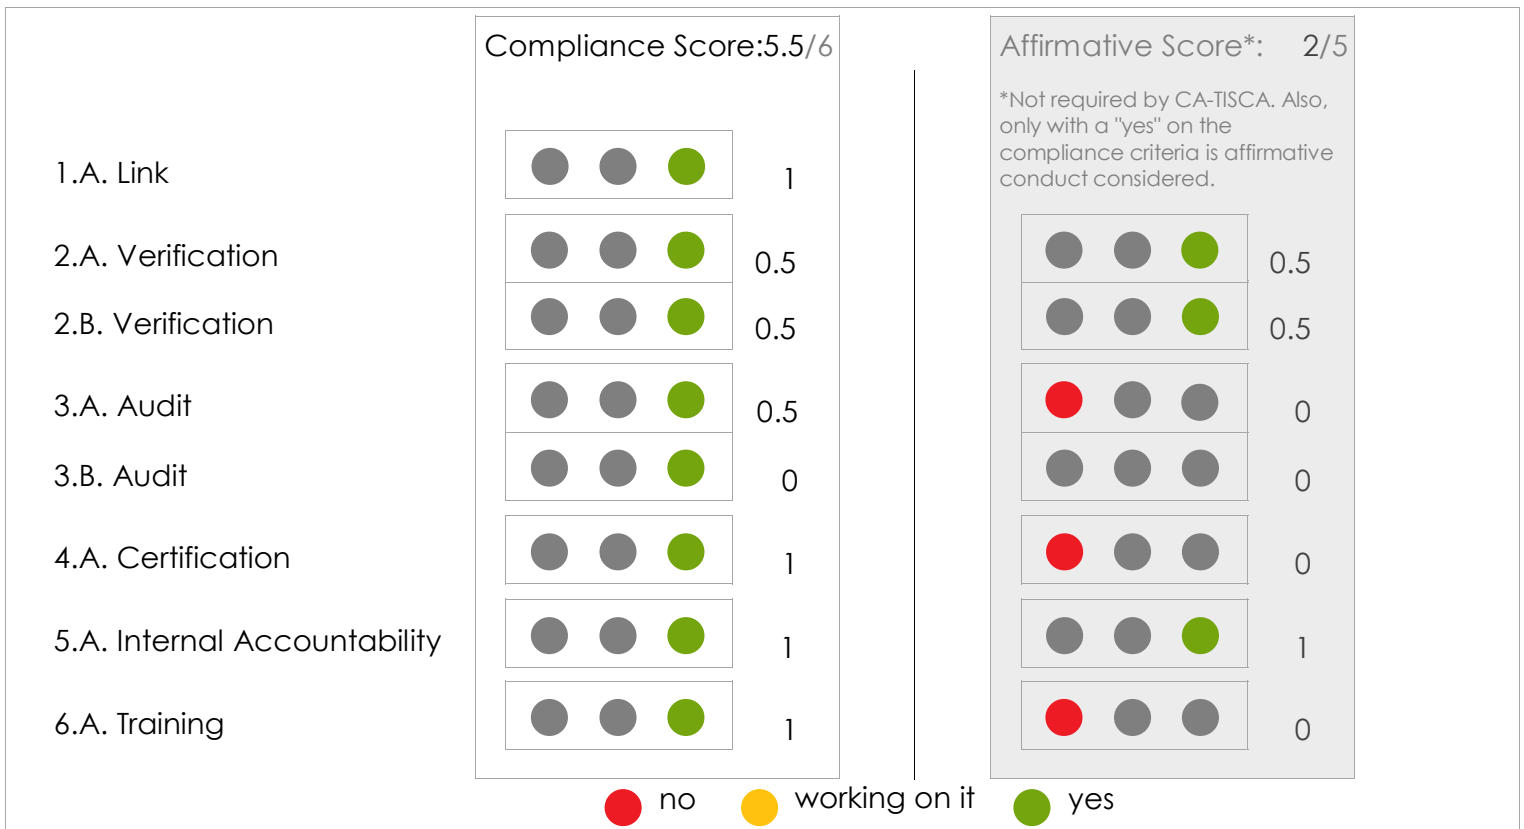 Compliance Score:5.5/6
Affirmative Score*: 2/5
*Not required by CA-TISCA. Also,
only with a "yes" on the
compliance criteria is affirmative
conduct considered.
1.A. Link 1
2.A. Verification 0.5 0.5
2.B. Verification 0.5 0.5
3.A. Audit 0.5 0
3.B. Audit 0 0
4.A. Certification 1 0
5.A. Internal Accountability 1 1
6.A. Training 1 0
no working on it yes